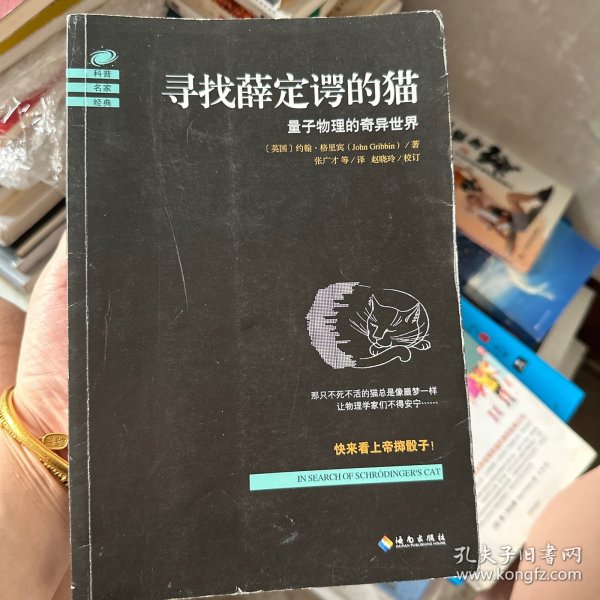 科普
名家
经典
寻找薛定谔的猫
量子物理的奇异世界
〔英国〕约翰·格里宾（John Gribbin）/著
张广才 等/译 赵晓玲/校订
那只不死不活的猫总是像噩梦一样
让物理学家们不得安宁……
快来看上帝掷骰子！
IN SEARCH OF SCHRÖDINGER'S CAT
海南出版社
HAINAN PUBLISHING HOUSE
孔夫子旧书网
www.kongfz.com